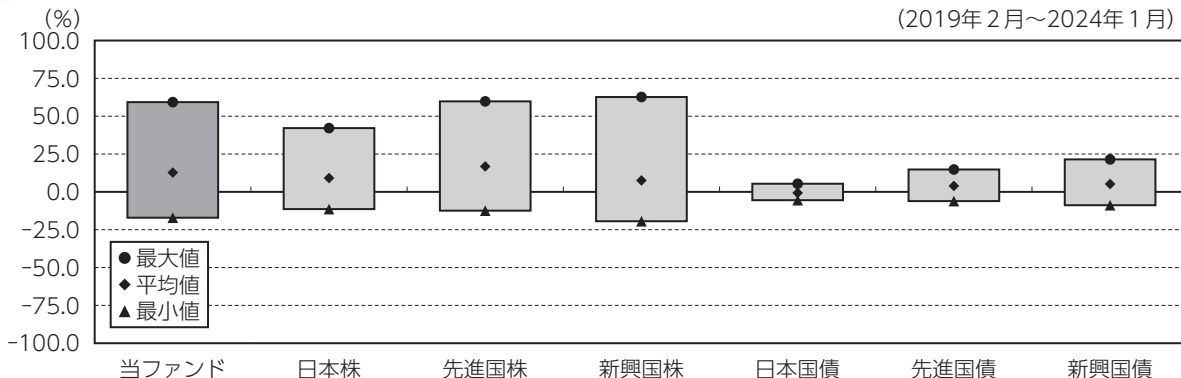 (%)
(2019年2月~2024年1月)
100.0
75.0
50.0
25.0
0.0
-25.0
-50.0
-75.0
-100.0
●最大値
◆平均値
▲最小値
当ファンド 日本株 先進国株 新興国株 日本国債 先進国債 新興国債